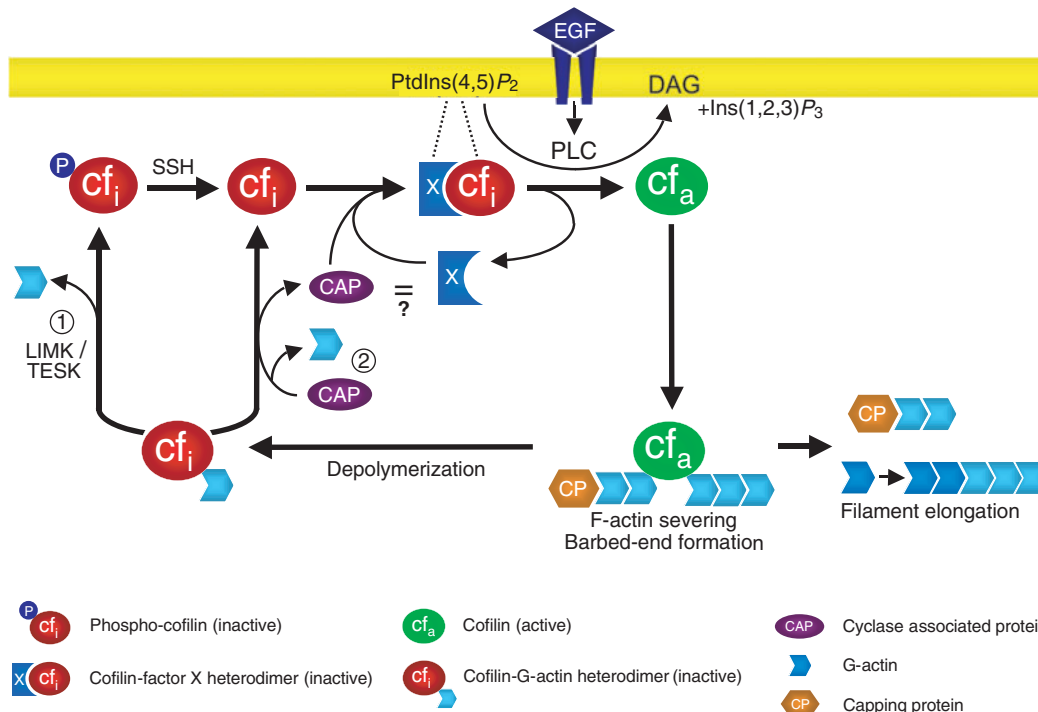 EGF
PtdIns(4,5)P2
DAG
+Ins(1,2,3)P3
PLC
P
cfi
SSH
cfi
X
cfi
cfa
X
CAP
=
?
1
LIMK /
TESK
2
CAP
cfi
Depolymerization
cfa
CP
F-actin severing
Barbed-end formation
CP
Filament elongation
P
cfi
Phospho-cofilin (inactive)
cfa
Cofilin (active)
CAP
Cyclase associated protein
X
cfi
Cofilin-factor X heterodimer (inactive)
cfi
Cofilin-G-actin heterodimer (inactive)
G-actin
CP
Capping protein